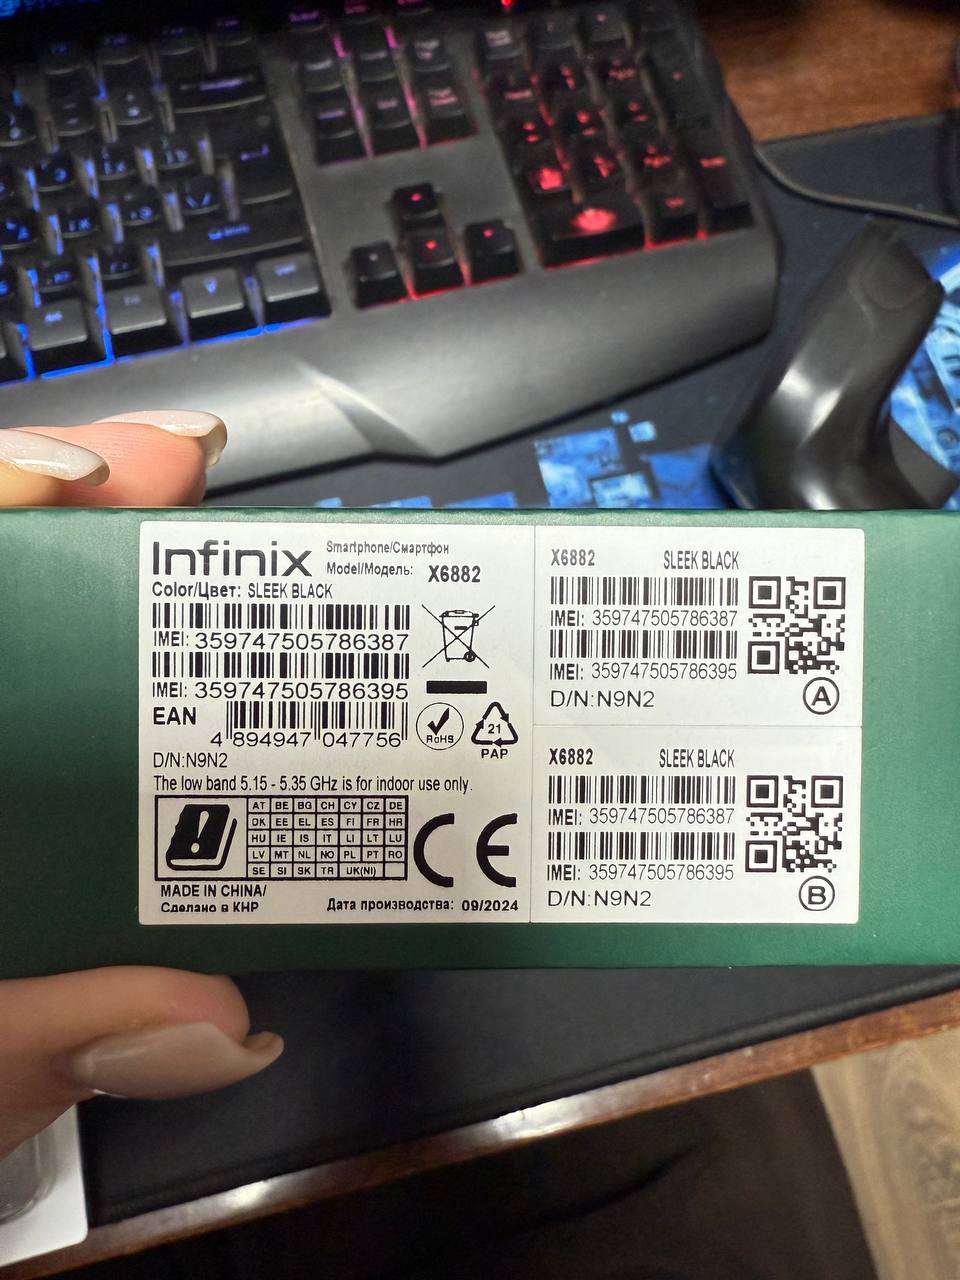 Infinix
Smartphone/Смартфон
Model/Модель: X6882
Color/Цвет: SLEEK BLACK
IMEI: 359747505786387
IMEI: 359747505786395
EAN
4 894947 047756
RoHS
21
PAP
D/N:N9N2
The low band 5.15 - 5.35 GHz is for indoor use only.
AT BE BG CH CY CZ DE
DK EE EL ES FI FR HR
HU IE IS IT LI LT LU
LV MT NL NO PL PT RO
SE SI SK TR UK(NI)
CE
MADE IN CHINA/
Сделано в КНР
Дата производства: 09/2024
X6882 SLEEK BLACK
IMEI: 359747505786387
IMEI: 359747505786395
D/N:N9N2
A
X6882 SLEEK BLACK
IMEI: 359747505786387
IMEI: 359747505786395
D/N:N9N2
B